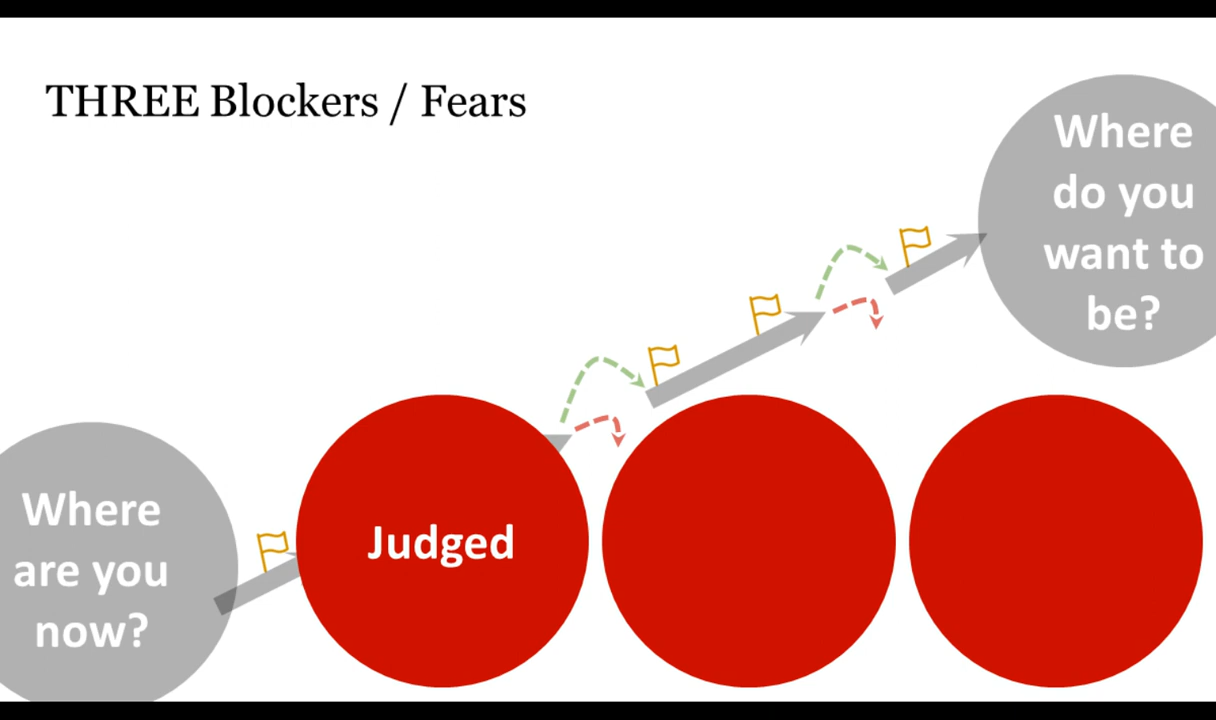 THREE Blockers / Fears
Where
do you
want to
be?
Where
are you
now?
Judged